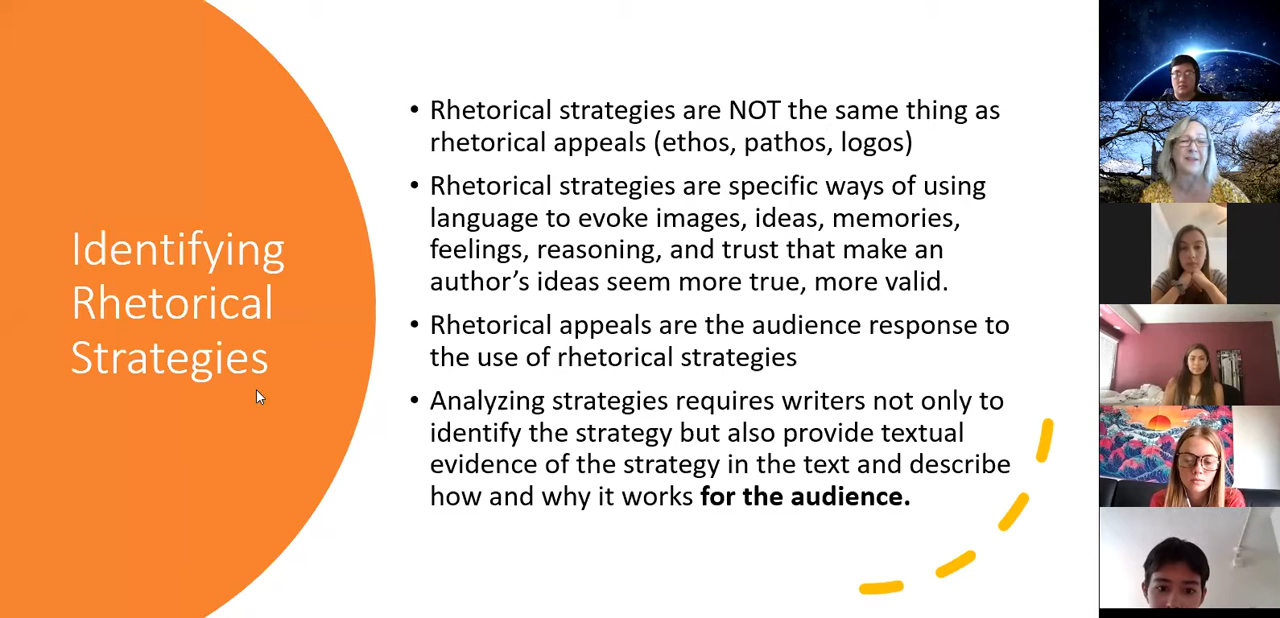 Identifying
Rhetorical
Strategies
• Rhetorical strategies are NOT the same thing as
rhetorical appeals (ethos, pathos, logos)
• Rhetorical strategies are specific ways of using
language to evoke images, ideas, memories,
feelings, reasoning, and trust that make an
author’s ideas seem more true, more valid.
• Rhetorical appeals are the audience response to
the use of rhetorical strategies
• Analyzing strategies requires writers not only to
identify the strategy but also provide textual
evidence of the strategy in the text and describe
how and why it works for the audience.